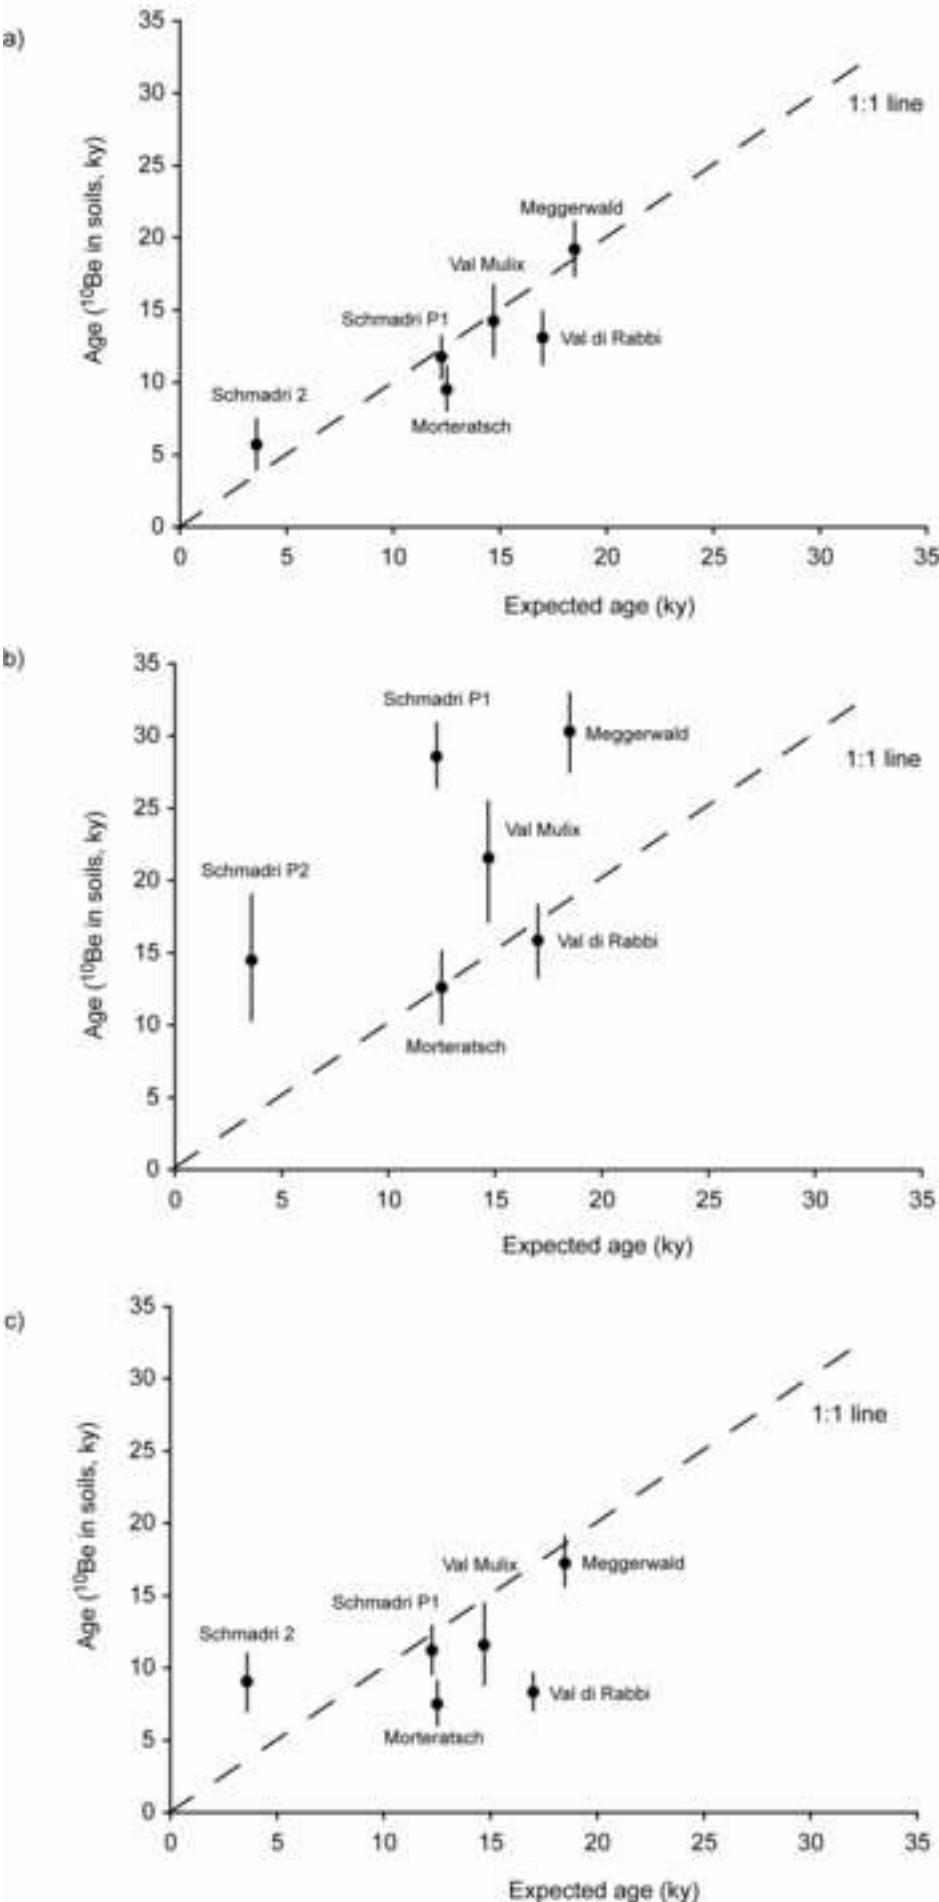 a)
35
30
25
20
15
10
5
0
Age (¹⁰Be in soils, ky)
1:1 line
Meggerwald
Val Mulix
Schmadri P1
Val di Rabbi
Schmadri 2
Morteratsch
0 5 10 15 20 25 30 35
Expected age (ky)
b)
35
30
25
20
15
10
5
0
Age (¹⁰Be in soils, ky)
Schmadri P1
Meggerwald
1:1 line
Val Mulix
Schmadri P2
Val di Rabbi
Morteratsch
0 5 10 15 20 25 30 35
Expected age (ky)
c)
35
30
25
20
15
10
5
0
Age (¹⁰Be in soils, ky)
1:1 line
Val Mulix
Meggerwald
Schmadri P1
Schmadri 2
Val di Rabbi
Morteratsch
0 5 10 15 20 25 30 35
Expected age (ky)